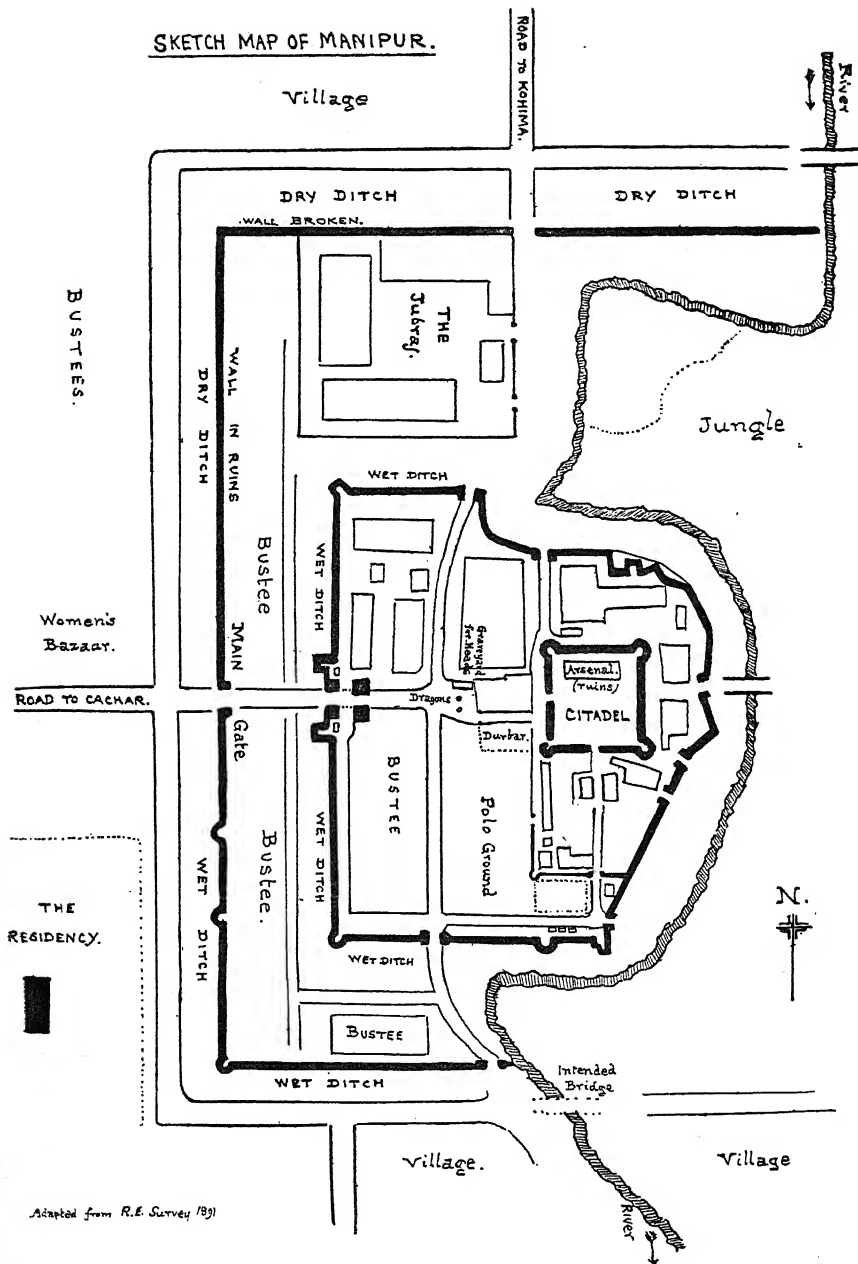 SKETCH MAP OF MANIPUR.
Village
ROAD TO KOHIMA.
River
DRY DITCH
DRY DITCH
WALL BROKEN.
BUSTEES.
THE
Jubraj.
WALL IN RUINS
DRY DITCH
Jungle
WET DITCH
Bustee
WET DITCH
Graveyard
for Heads
Women's
Bazaar.
MAIN
Gate
ROAD TO CACHAR.
Arsenal.
(ruins)
CITADEL
Dragons
Durbar.
BUSTEE
Polo Ground
Bustee.
WET DITCH
WET DITCH
THE
RESIDENCY.
N.
WET DITCH
BUSTEE
WET DITCH
Intended
Bridge
Village.
Village
River
Adapted from R.E. Survey 1891